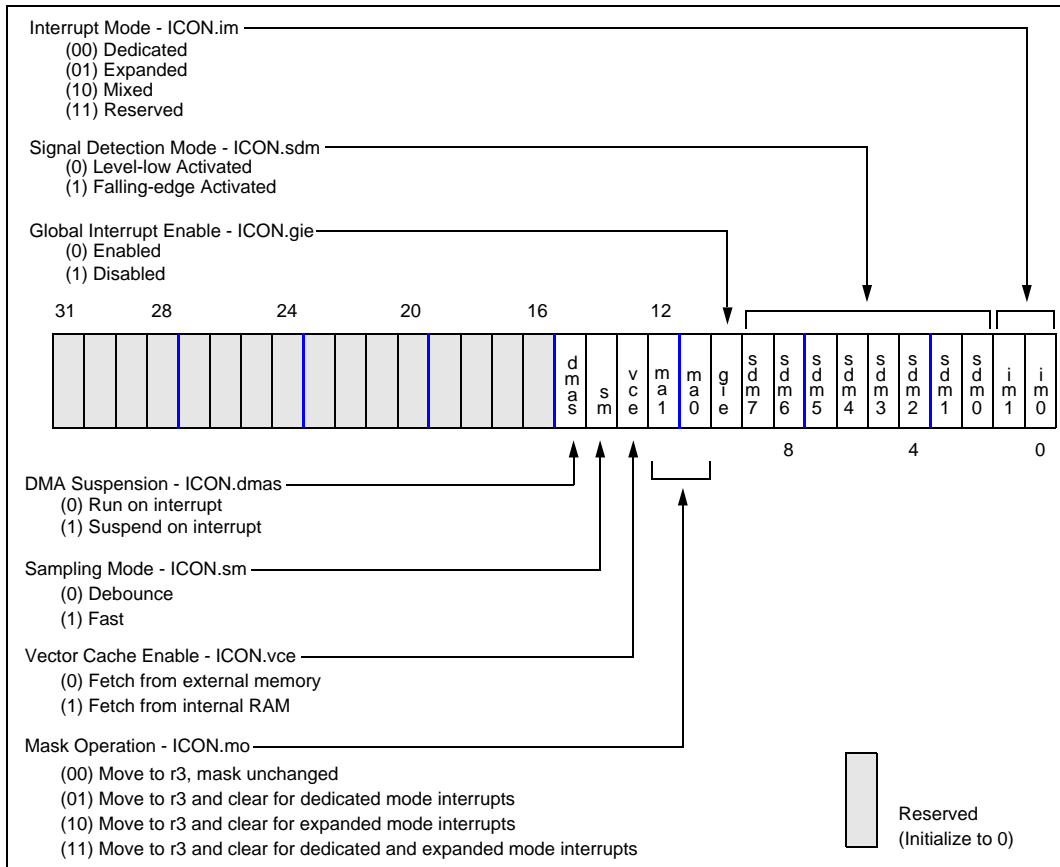 Interrupt Mode - ICON.im
(00) Dedicated
(01) Expanded
(10) Mixed
(11) Reserved
Signal Detection Mode - ICON.sdm
(0) Level-low Activated
(1) Falling-edge Activated
Global Interrupt Enable - ICON.gie
(0) Enabled
(1) Disabled
31 28 24 20 16 12
dmas sm vce ma1 ma0 gie sdm7 sdm6 sdm5 sdm4 sdm3 sdm2 sdm1 sdm0 im1 im0
8 4 0
DMA Suspension - ICON.dmas
(0) Run on interrupt
(1) Suspend on interrupt
Sampling Mode - ICON.sm
(0) Debounce
(1) Fast
Vector Cache Enable - ICON.vce
(0) Fetch from external memory
(1) Fetch from internal RAM
Mask Operation - ICON.mo
(00) Move to r3, mask unchanged
(01) Move to r3 and clear for dedicated mode interrupts
(10) Move to r3 and clear for expanded mode interrupts
(11) Move to r3 and clear for dedicated and expanded mode interrupts
Reserved
(Initialize to 0)